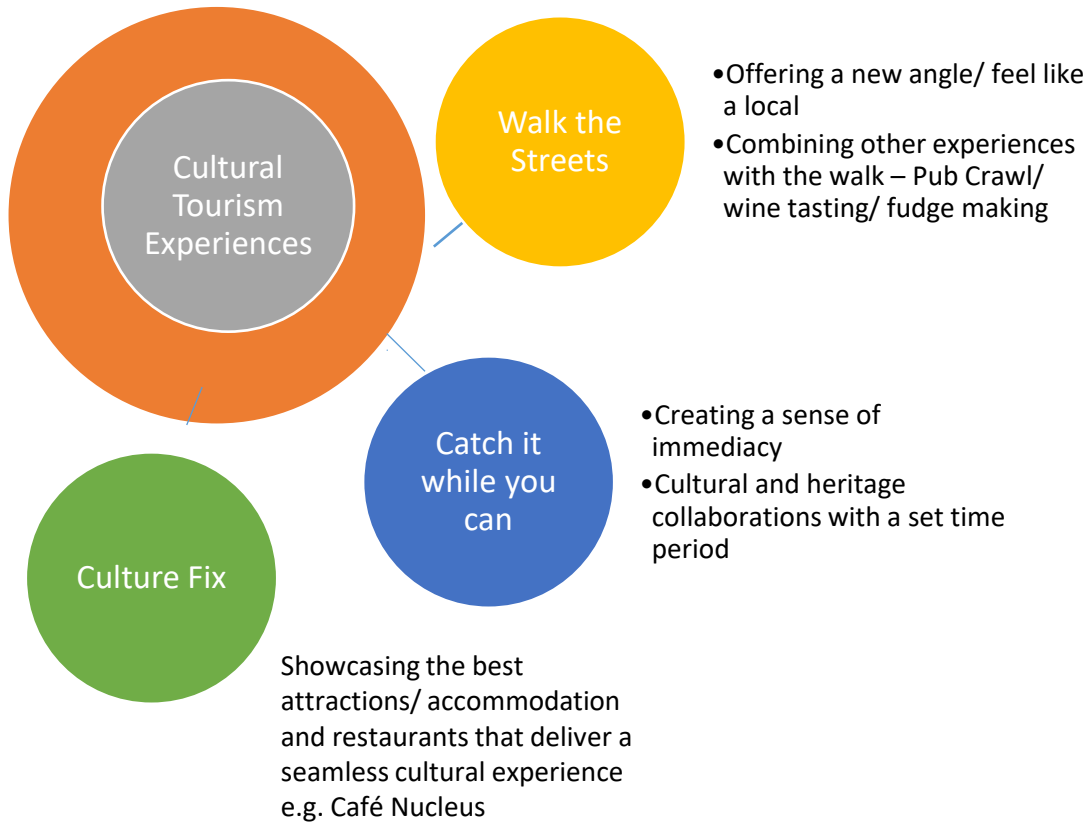 Cultural
Tourism
Experiences
Walk the
Streets
•Offering a new angle/ feel like
a local
•Combining other experiences
with the walk – Pub Crawl/
wine tasting/ fudge making
Catch it
while you
can
•Creating a sense of
immediacy
•Cultural and heritage
collaborations with a set time
period
Culture Fix
Showcasing the best
attractions/ accommodation
and restaurants that deliver a
seamless cultural experience
e.g. Café Nucleus